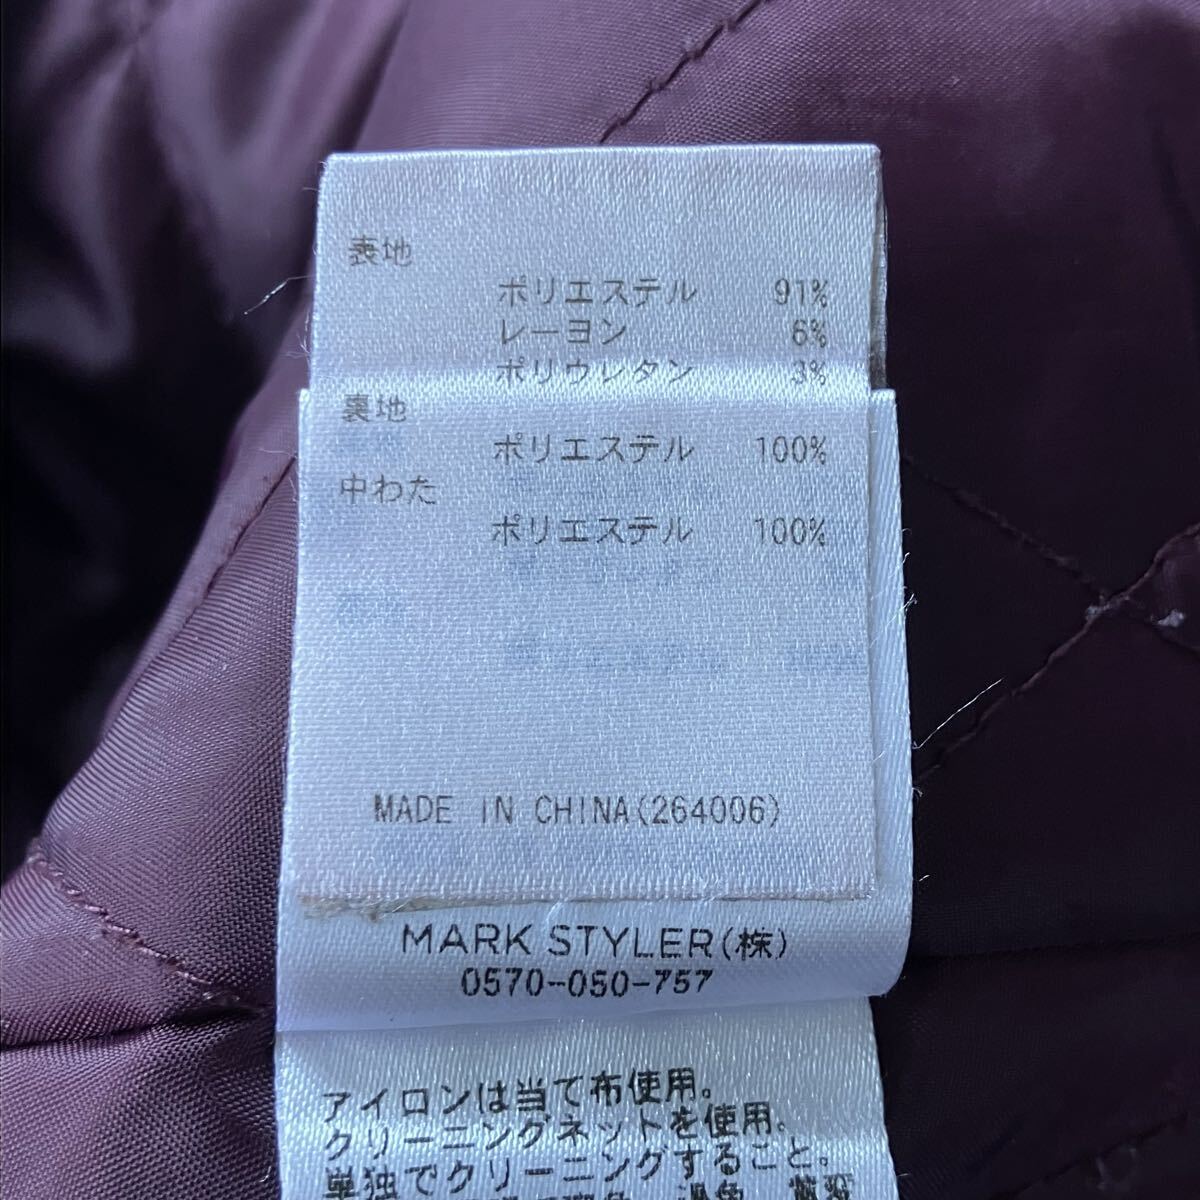 表地
ポリエステル 91%
レーヨン 6%
ポリウレタン 3%
裏地
ポリエステル 100%
中わた
ポリエステル 100%
MADE IN CHINA(264006)
MARK STYLER(株)
0570-050-757
アイロンは当て布使用。
クリーニングネットを使用。
単独でクリーニングすること。